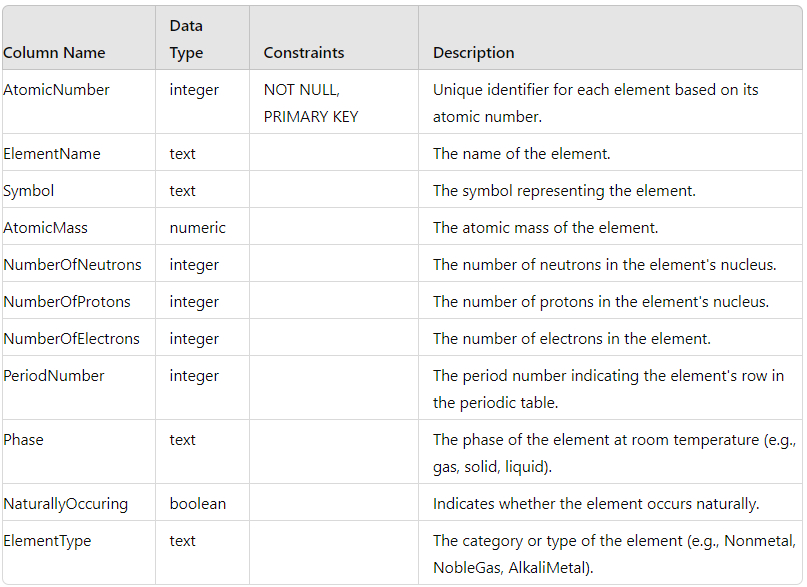 Column Name Data Type Constraints Description
AtomicNumber integer NOT NULL, PRIMARY KEY Unique identifier for each element based on its atomic number.
ElementName text The name of the element.
Symbol text The symbol representing the element.
AtomicMass numeric The atomic mass of the element.
NumberOfNeutrons integer The number of neutrons in the element's nucleus.
NumberOfProtons integer The number of protons in the element's nucleus.
NumberOfElectrons integer The number of electrons in the element.
PeriodNumber integer The period number indicating the element's row in the periodic table.
Phase text The phase of the element at room temperature (e.g., gas, solid, liquid).
NaturallyOccuring boolean Indicates whether the element occurs naturally.
ElementType text The category or type of the element (e.g., Nonmetal, NobleGas, AlkaliMetal).